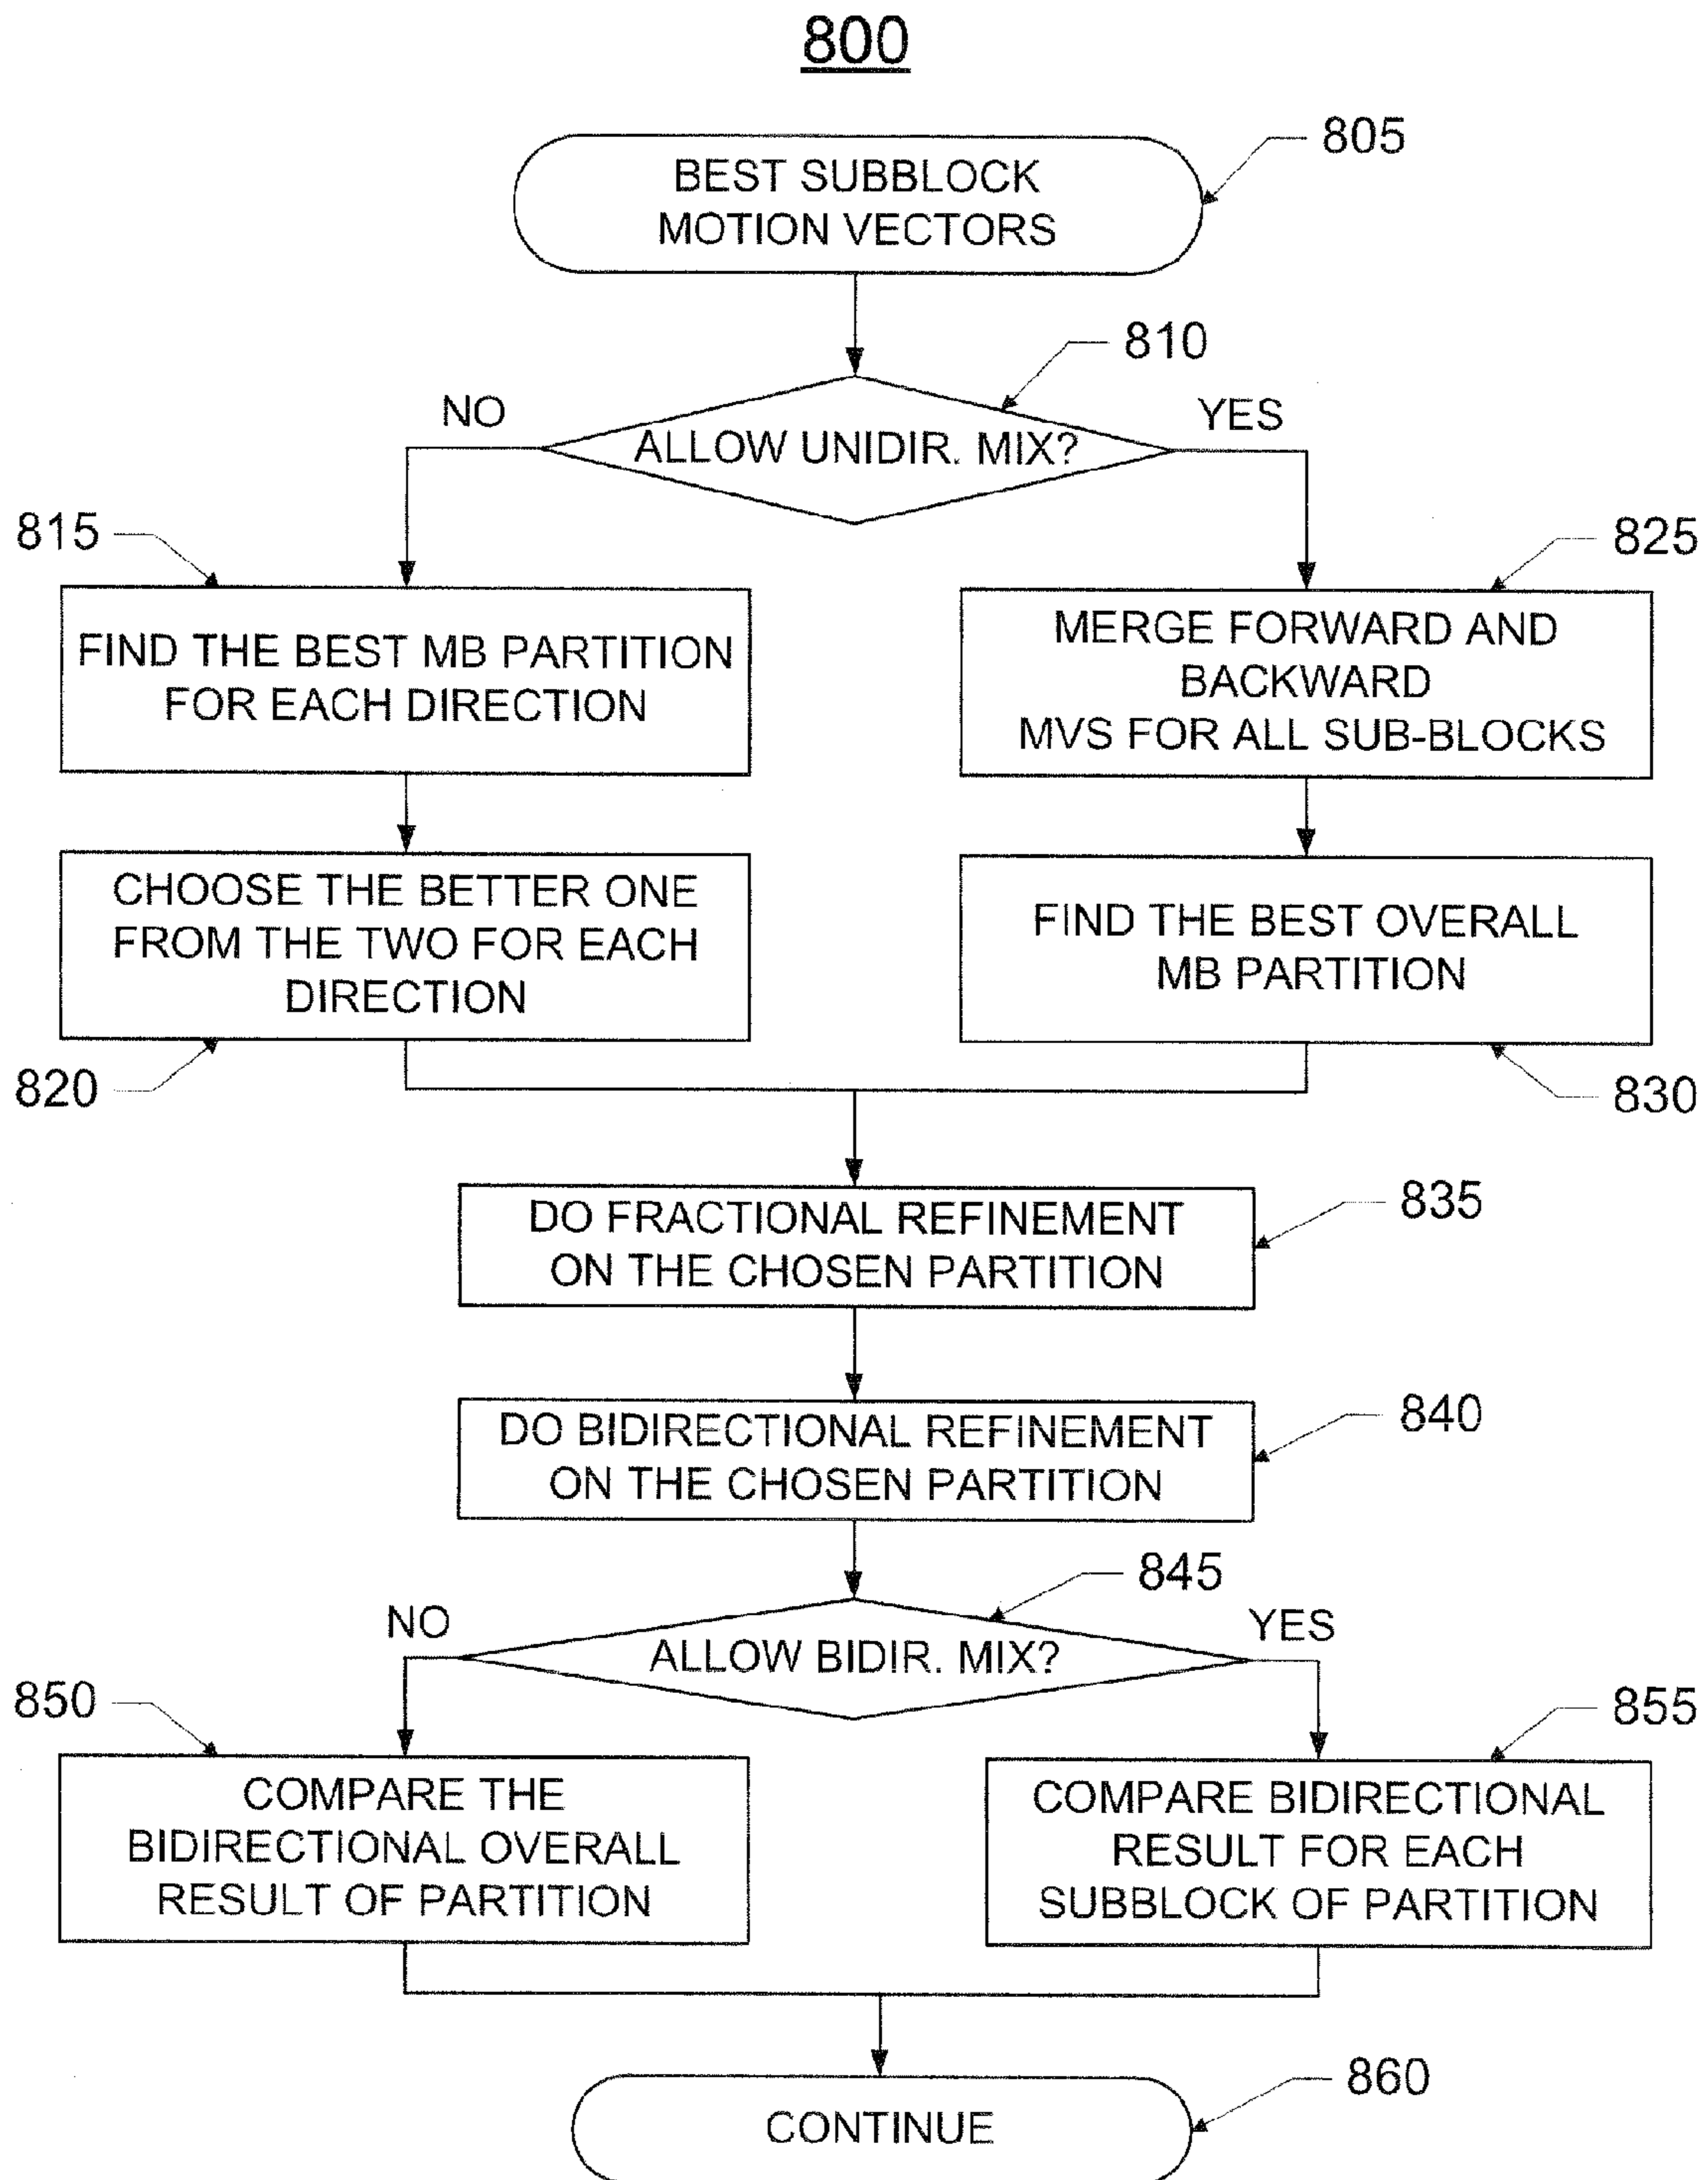 800
BEST SUBBLOCK
MOTION VECTORS
805
810
NO
ALLOW UNIDIR. MIX?
YES
815
825
FIND THE BEST MB PARTITION
FOR EACH DIRECTION
MERGE FORWARD AND
BACKWARD
MVS FOR ALL SUB-BLOCKS
CHOOSE THE BETTER ONE
FROM THE TWO FOR EACH
DIRECTION
FIND THE BEST OVERALL
MB PARTITION
820
830
DO FRACTIONAL REFINEMENT
ON THE CHOSEN PARTITION
835
DO BIDIRECTIONAL REFINEMENT
ON THE CHOSEN PARTITION
840
845
NO
ALLOW BIDIR. MIX?
YES
850
855
COMPARE THE
BIDIRECTIONAL OVERALL
RESULT OF PARTITION
COMPARE BIDIRECTIONAL
RESULT FOR EACH
SUBBLOCK OF PARTITION
860
CONTINUE